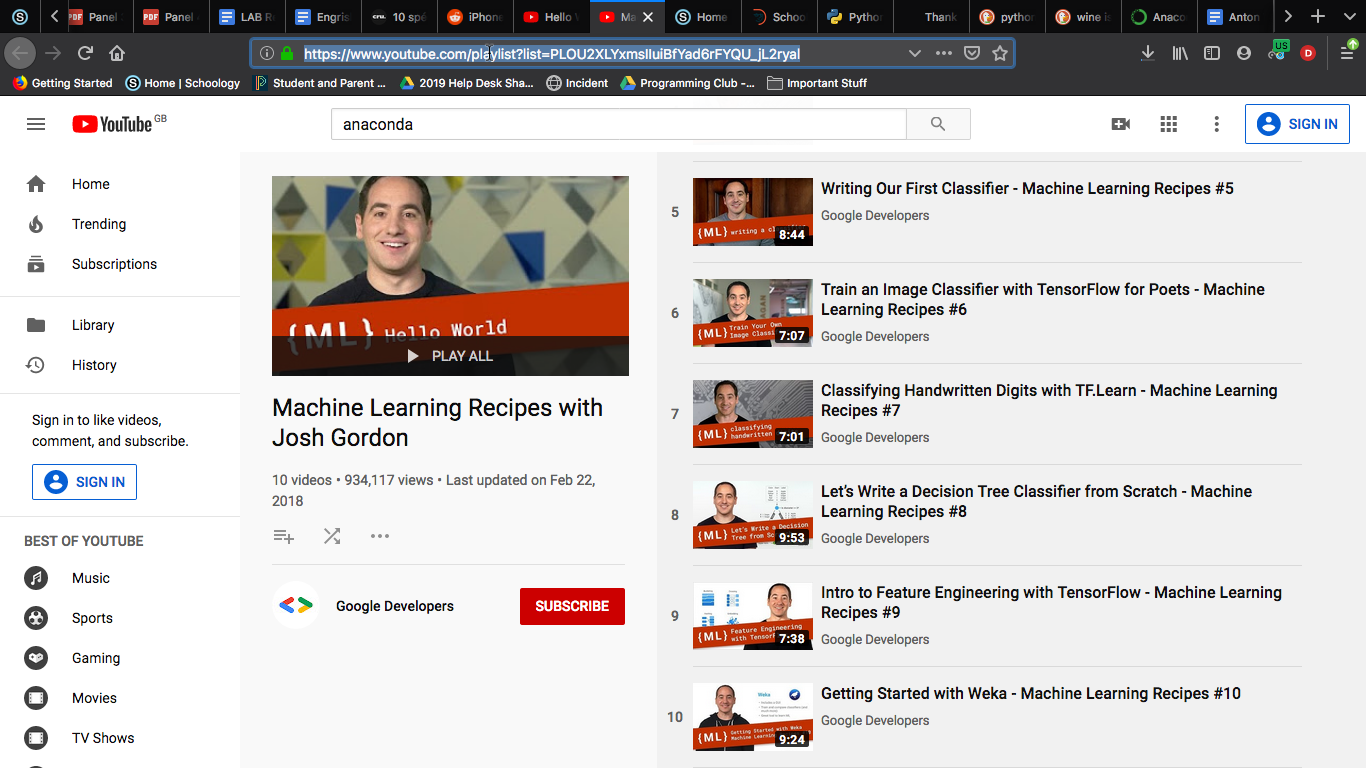 Panel
Panel
LAB R
Engris
10 spé
iPhone
Hello
Ma
Home
Schoo
Python
Thank
python
wine is
Anaco
Anton
https://www.youtube.com/playlist?list=PLOU2XLYxmsIIuiBfYad6rFYQU_jL2ryal
US
D
Getting Started
Home | Schoology
Student and Parent ...
2019 Help Desk Sha...
Incident
Programming Club -...
Important Stuff
YouTube GB
anaconda
SIGN IN
Home
Trending
Subscriptions
Library
History
Sign in to like videos,
comment, and subscribe.
SIGN IN
BEST OF YOUTUBE
Music
Sports
Gaming
Movies
TV Shows
{ML} Hello World
PLAY ALL
Machine Learning Recipes with
Josh Gordon
10 videos • 934,117 views • Last updated on Feb 22,
2018
Google Developers
SUBSCRIBE
5
{ML} writing a
8:44
Writing Our First Classifier - Machine Learning Recipes #5
Google Developers
6
{ML} Train Your Own
Image Classi
7:07
Train an Image Classifier with TensorFlow for Poets - Machine
Learning Recipes #6
Google Developers
7
{ML} classifying
handwritten
7:01
Classifying Handwritten Digits with TF.Learn - Machine Learning
Recipes #7
Google Developers
8
{ML} Let's Write a Decision
Tree from Sc
9:53
Let's Write a Decision Tree Classifier from Scratch - Machine
Learning Recipes #8
Google Developers
9
{ML} Feature Engineering
with Tensor
7:38
Intro to Feature Engineering with TensorFlow - Machine Learning
Recipes #9
Google Developers
10
Weka
{ML} Getting Started with Weka
Machine Learning
9:24
Getting Started with Weka - Machine Learning Recipes #10
Google Developers